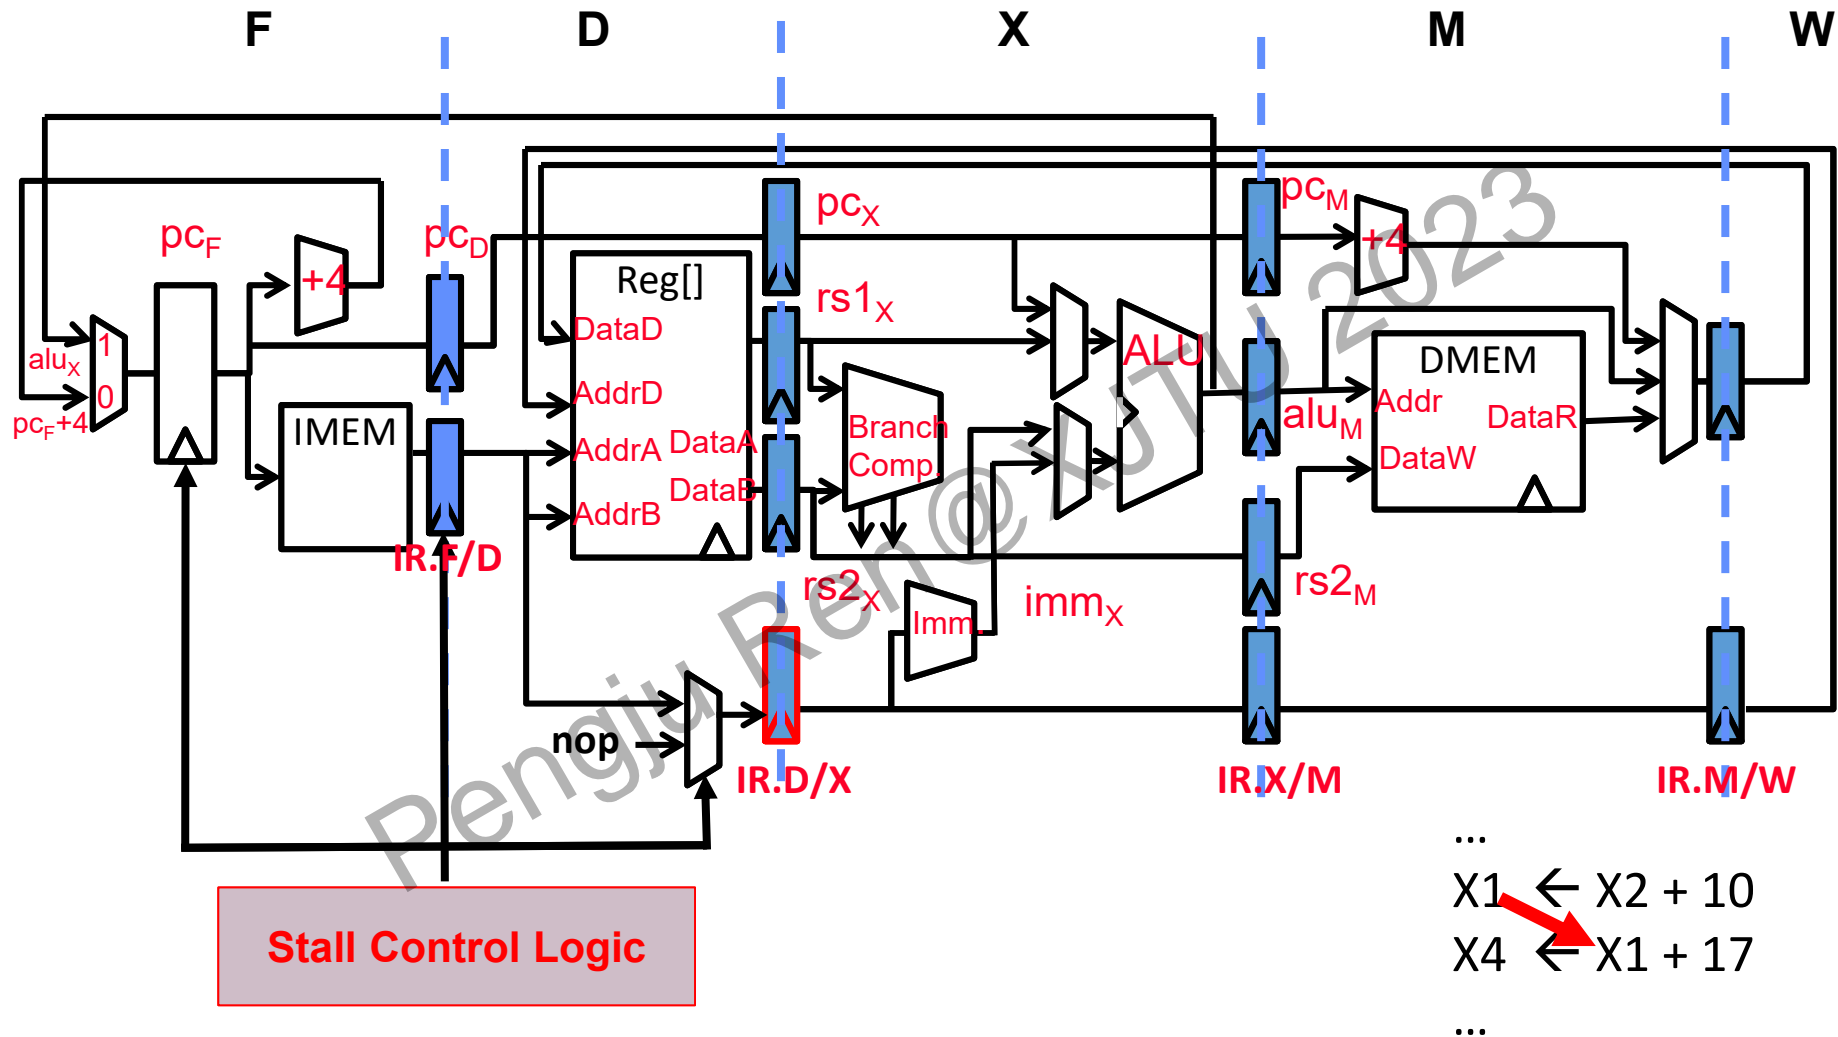 F D X M W
pcF
+4
pcD
pcX
pcM
+4
Reg[]
rs1X
DataD
1
aluX
0
pcF+4
ALU
DMEM
AddrD
Addr
aluM
DataR
IMEM
AddrA
DataA
Branch
Comp.
DataW
DataB
AddrB
IR.F/D
rs2X
Imm.
immX
rs2M
nop
IR.D/X
IR.X/M
IR.M/W
Pengju Ren@XJTU 2023
Stall Control Logic
...
X1 ← X2 + 10
X4 ← X1 + 17
...